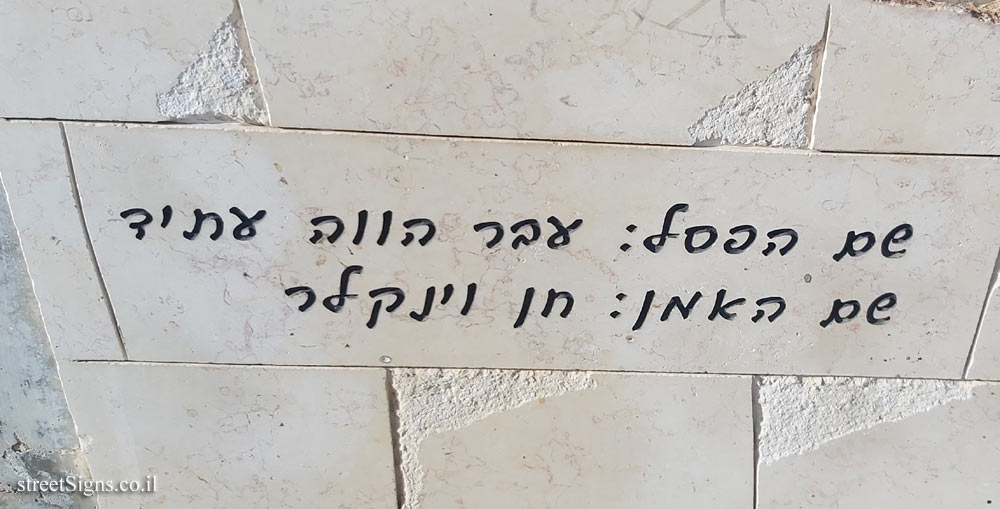 שם הפסל: עבר הווה עתיד
שם האמן: חן וינקלר
streetSigns.co.il